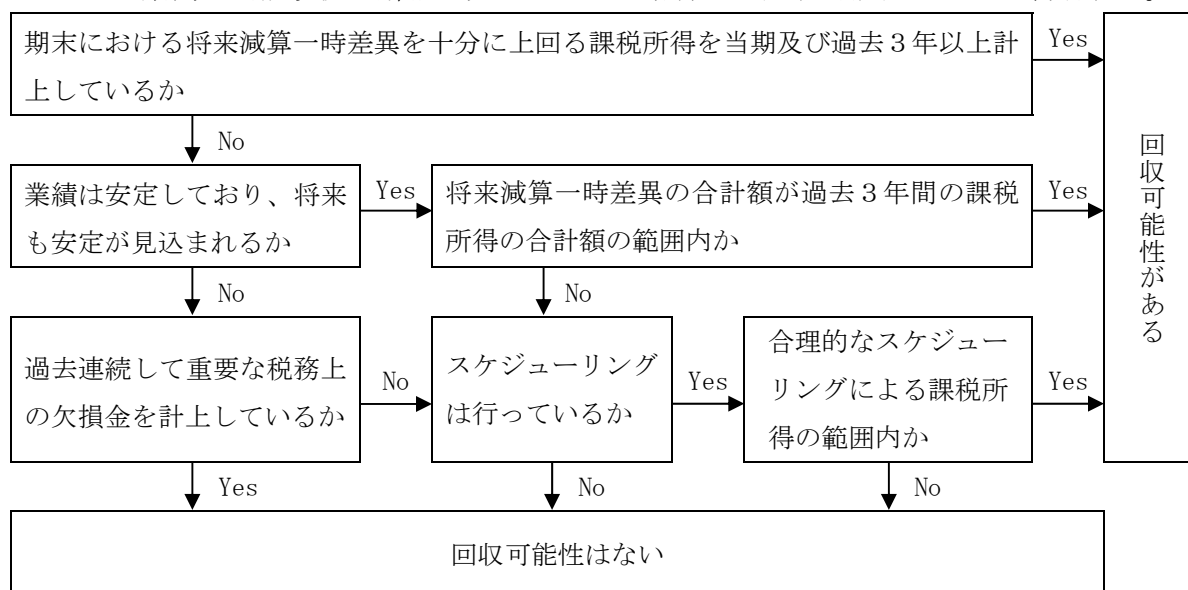 期末における将来減算一時差異を十分に上回る課税所得を当期及び過去３年以上計
上しているか
Yes
No
業績は安定しており、将来
も安定が見込まれるか
Yes
将来減算一時差異の合計額が過去３年間の課税
所得の合計額の範囲内か
Yes
No
No
過去連続して重要な税務上
の欠損金を計上しているか
No
スケジューリング
は行っているか
Yes
合理的なスケジュー
リングによる課税所
得の範囲内か
Yes
回収可能性がある
Yes
No
No
回収可能性はない